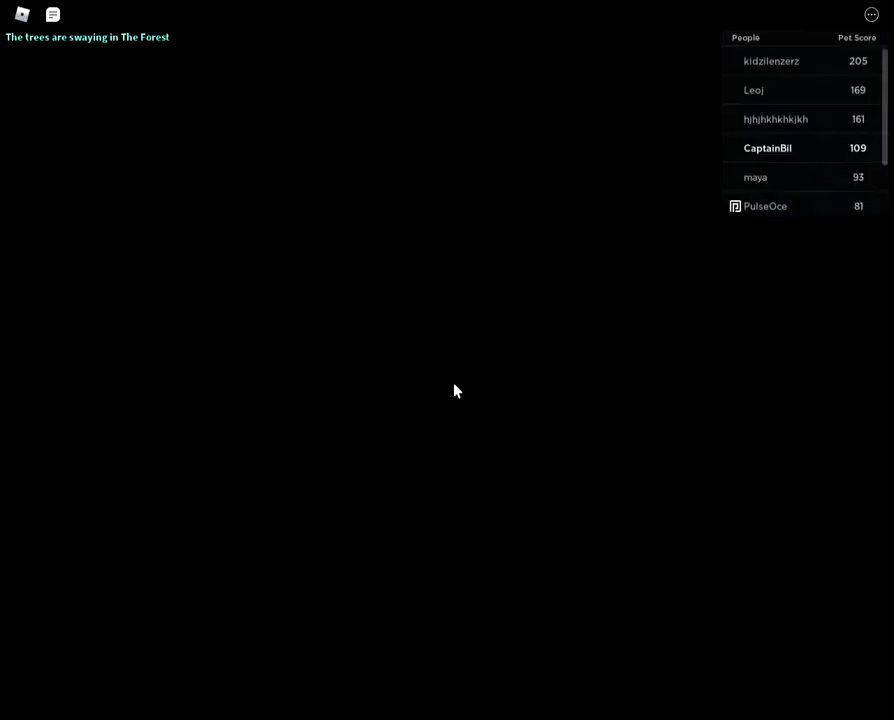 The trees are swaying in The Forest
People Pet Score
kidzilenzerz 205
Leoj 169
hjhjhkhkhkjkh 161
CaptainBil 109
maya 93
PulseOce 81